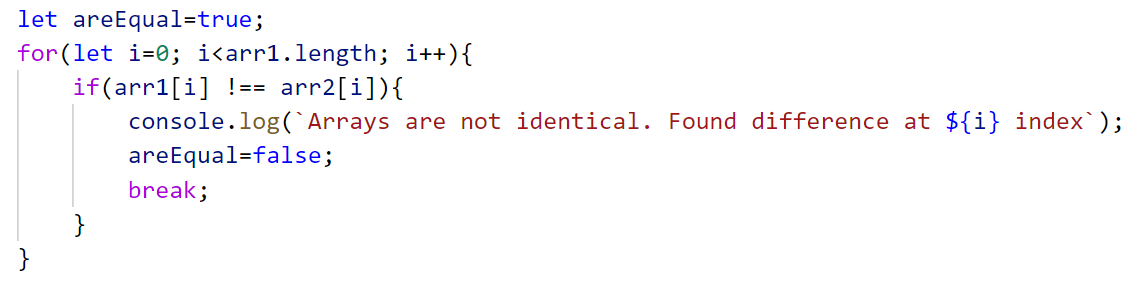 let areEqual=true;
for(let i=0; i<arr1.length; i++){
    if(arr1[i] !== arr2[i]){
        console.log(`Arrays are not identical. Found difference at ${i} index`);
        areEqual=false;
        break;
    }
}